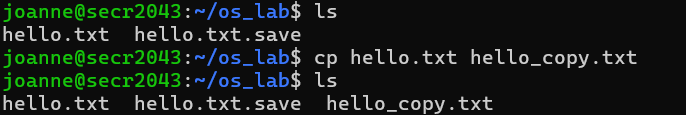 joanne@secr2043:~/os_lab$ ls
hello.txt  hello.txt.save
joanne@secr2043:~/os_lab$ cp hello.txt hello_copy.txt
joanne@secr2043:~/os_lab$ ls
hello.txt  hello.txt.save  hello_copy.txt